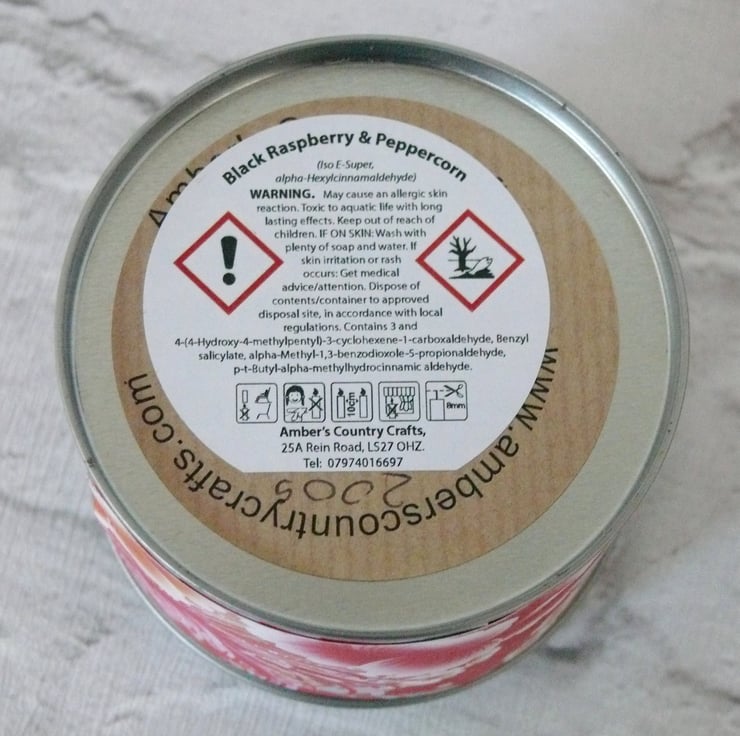 Black Raspberry & Peppercorn
(Iso E-Super,
alpha-Hexylcinnamaldehyde)
WARNING. May cause an allergic skin
reaction. Toxic to aquatic life with long
lasting effects. Keep out of reach of
children. IF ON SKIN: Wash with
plenty of soap and water. If
skin irritation or rash
occurs: Get medical
advice/attention. Dispose of
contents/container to approved
disposal site, in accordance with local
regulations. Contains 3 and
4-(4-Hydroxy-4-methylpentyl)-3-cyclohexene-1-carboxaldehyde, Benzyl
salicylate, alpha-Methyl-1,3-benzodioxole-5-propionaldehyde,
p-t-Butyl-alpha-methylhydrocinnamic aldehyde.
8mm
Amber's Country Crafts,
25A Rein Road, LS27 OHZ.
Tel: 07974016697
www.amberscountrycrafts.com